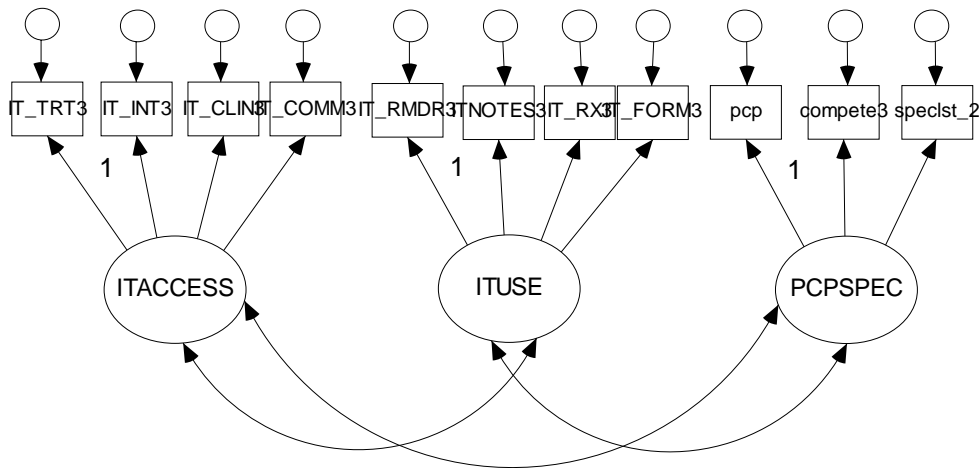 IT_TRT3 IT_INT3 IT_CLIN3 IT_COMM3 IT_RMDR3 ITNOTES3 IT_RX3 IT_FORM3 pcp compete3 speclst_2
1 1 1
ITACCESS ITUSE PCPSPEC